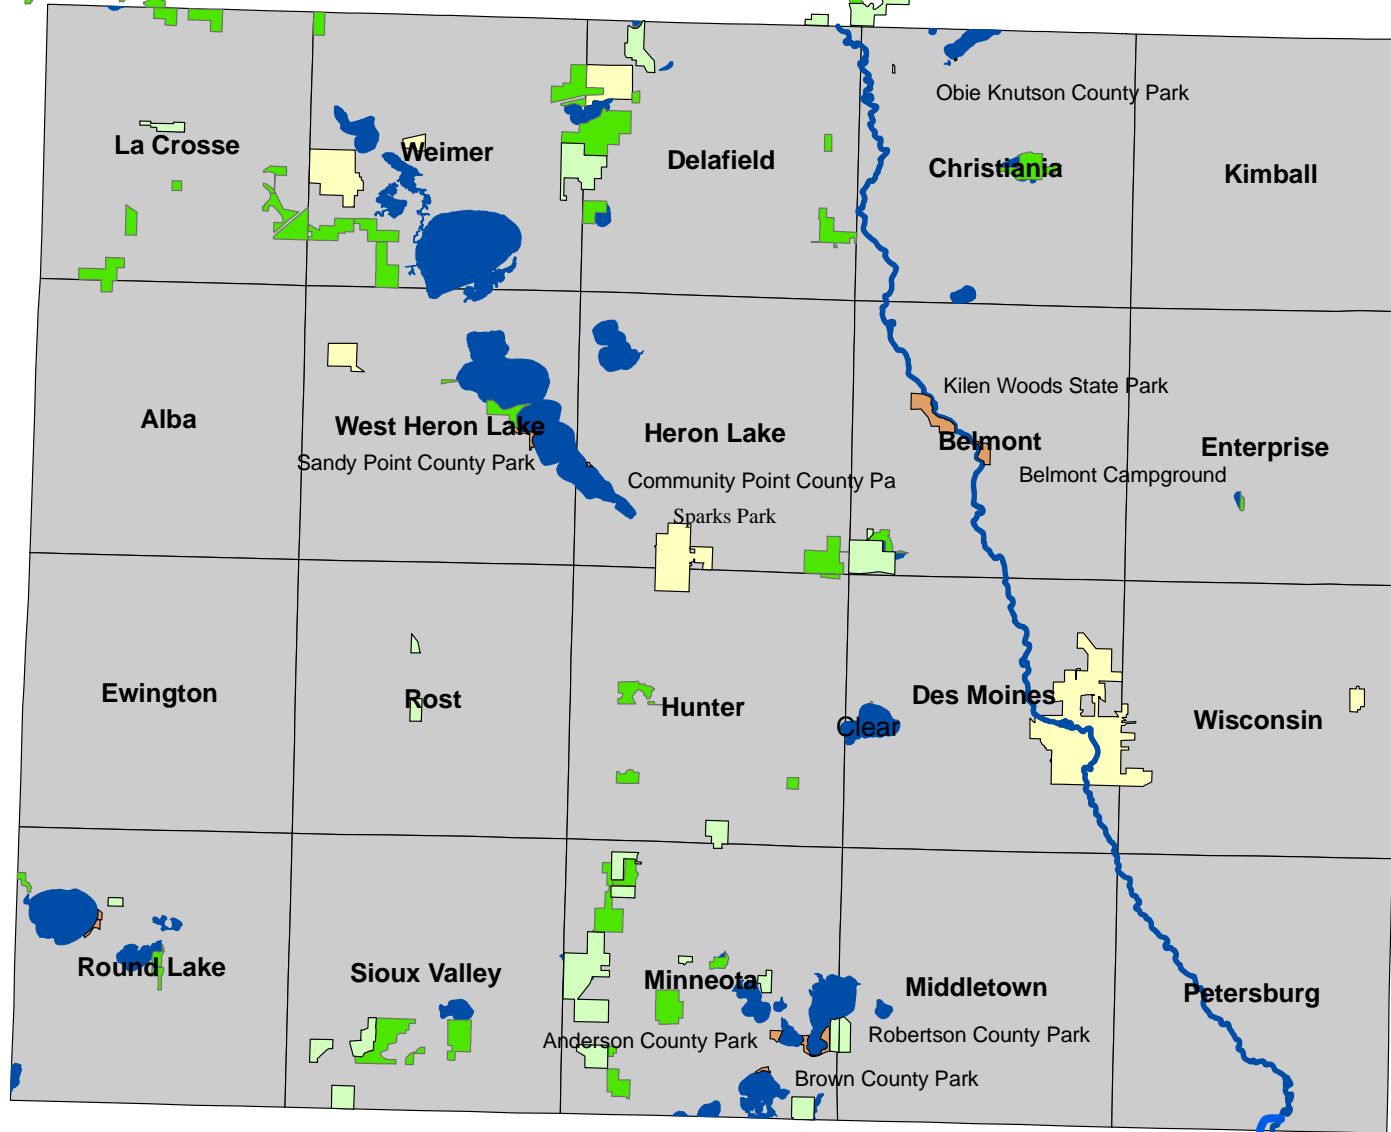 Obie Knutson County Park
La Crosse
Weimer
Delafield
Christiania
Kimball
Kilen Woods State Park
Alba
West Heron Lake
Heron Lake
Belmont
Enterprise
Sandy Point County Park
Community Point County Pa
Belmont Campground
Sparks Park
Ewington
Rost
Hunter
Des Moines
Clear
Wisconsin
Round Lake
Sioux Valley
Minneota
Middletown
Petersburg
Anderson County Park
Robertson County Park
Brown County Park